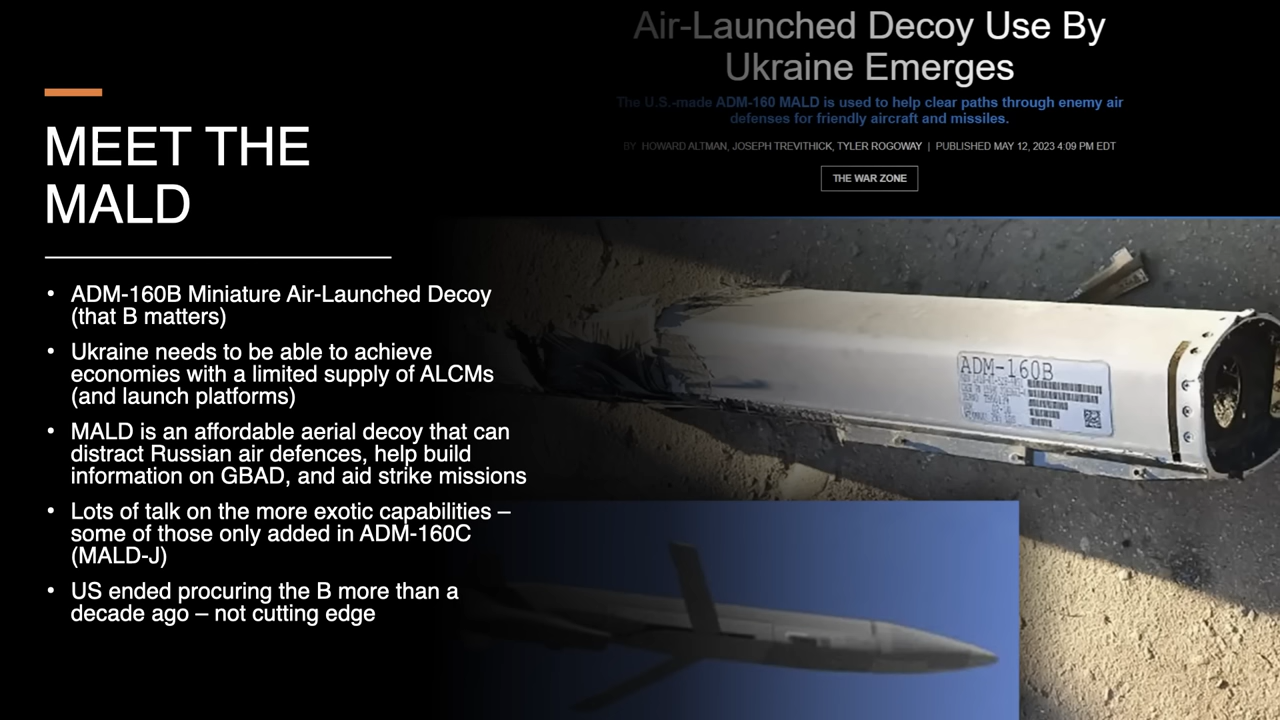 Air-Launched Decoy Use By
Ukraine Emerges
The U.S.-made ADM-160 MALD is used to help clear paths through enemy air
defenses for friendly aircraft and missiles.
BY HOWARD ALTMAN, JOSEPH TREVITHICK, TYLER ROGOWAY | PUBLISHED MAY 12, 2023 4:09 PM EDT
THE WAR ZONE
MEET THE
MALD
• ADM-160B Miniature Air-Launched Decoy
(that B matters)
• Ukraine needs to be able to achieve
economies with a limited supply of ALCMs
(and launch platforms)
• MALD is an affordable aerial decoy that can
distract Russian air defences, help build
information on GBAD, and aid strike missions
• Lots of talk on the more exotic capabilities –
some of those only added in ADM-160C
(MALD-J)
• US ended procuring the B more than a
decade ago – not cutting edge
ADM-160B